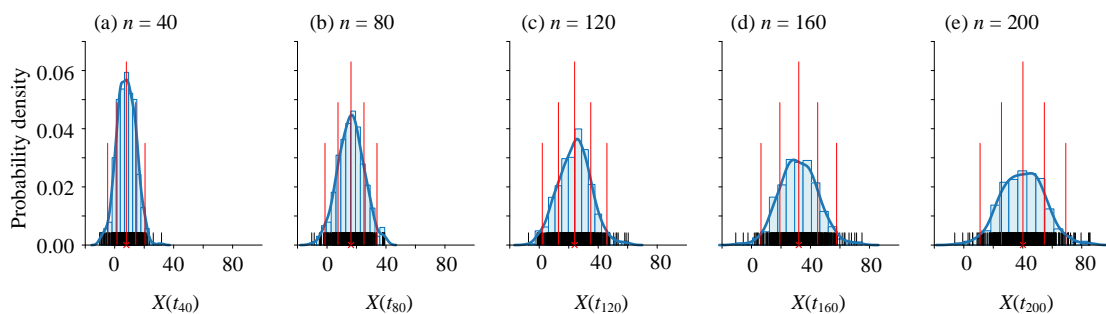 (a) n = 40
(b) n = 80
(c) n = 120
(d) n = 160
(e) n = 200
Probability density
0.06
0.04
0.02
0.00
0 40 80
0 40 80
0 40 80
0 40 80
0 40 80
X(t40)
X(t80)
X(t120)
X(t160)
X(t200)